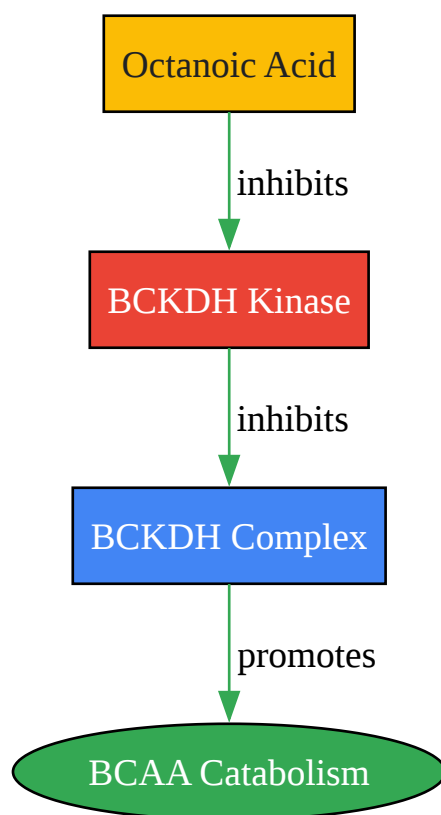 Octanoic Acid
inhibits
BCKDH Kinase
inhibits
BCKDH Complex
promotes
BCAA Catabolism